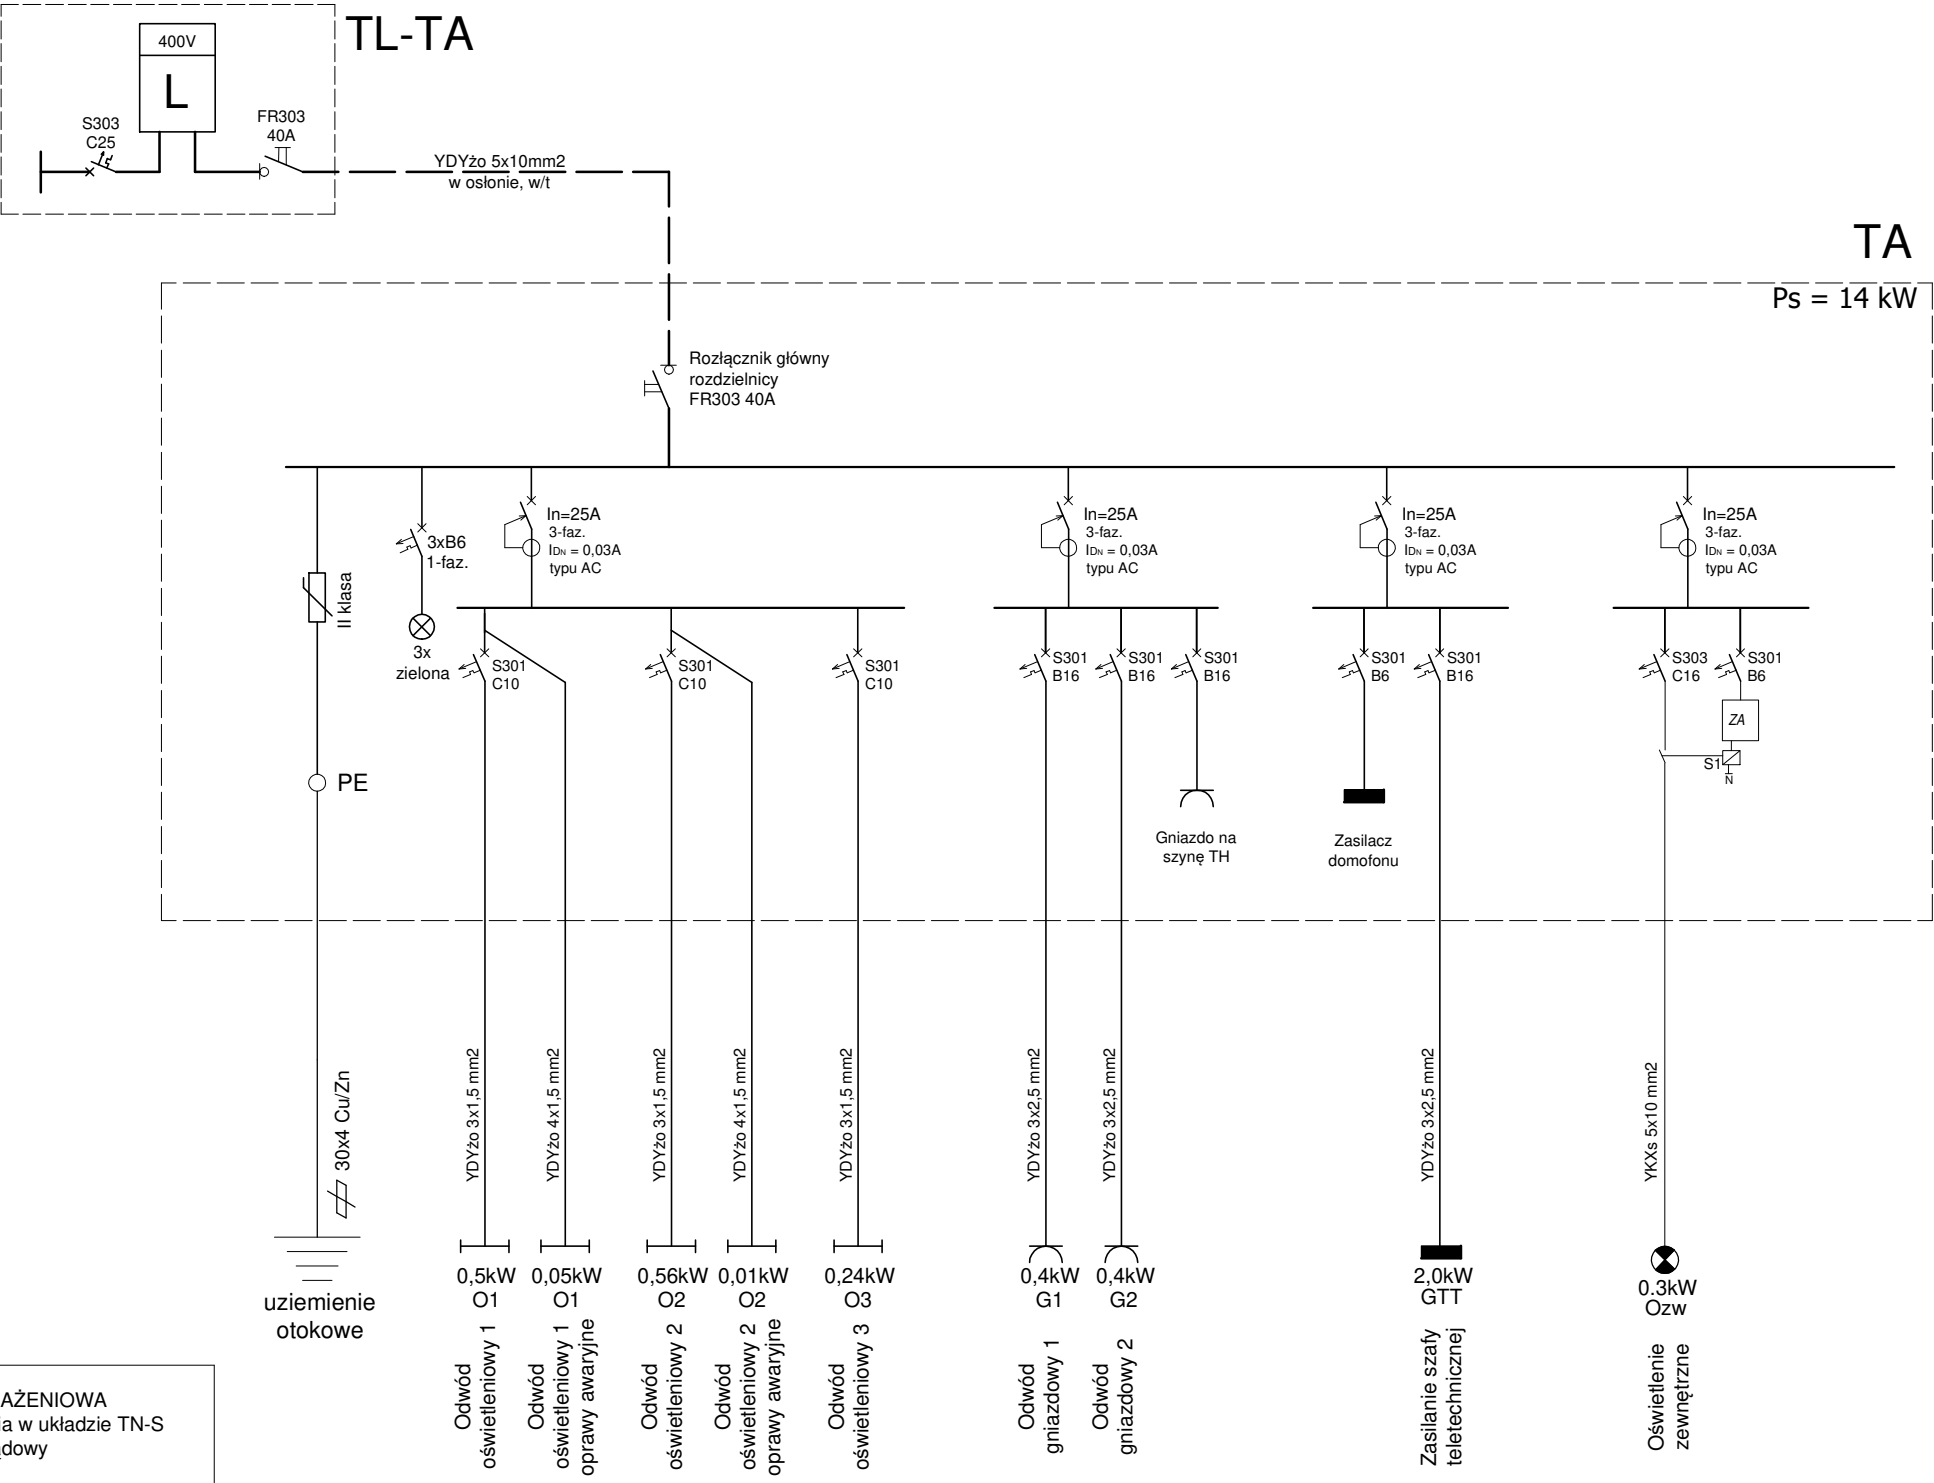 TL-TA
400V
L
S303
C25
FR303
40A
YDYżo 5x10mm2
w osłonie, w/t
TA
Ps = 14 kW
Rozłącznik główny
rozdzielnicy
FR303 40A
II klasa
3xB6
1-faz.
3x
zielona
In=25A
3-faz.
IDN = 0,03A
typu AC
In=25A
3-faz.
IDN = 0,03A
typu AC
In=25A
3-faz.
IDN = 0,03A
typu AC
In=25A
3-faz.
IDN = 0,03A
typu AC
S301
C10
S301
C10
S301
C10
S301
B16
S301
B16
S301
B16
S301
B6
S301
B16
S303
C16
S301
B6
ZA
S1
N
PE
Gniazdo na
szynę TH
Zasilacz
domofonu
30x4 Cu/Zn
YDYżo 3x1,5 mm2
YDYżo 4x1,5 mm2
YDYżo 3x1,5 mm2
YDYżo 4x1,5 mm2
YDYżo 3x1,5 mm2
YDYżo 3x2,5 mm2
YDYżo 3x2,5 mm2
YDYżo 3x2,5 mm2
YKXs 5x10 mm2
uziemienie
otokowe
0,5kW
O1
Odwód
oświetleniowy 1
0,05kW
O1
Odwód
oświetleniowy 1
oprawy awaryjne
0,56kW
O2
Odwód
oświetleniowy 2
0,01kW
O2
Odwód
oświetleniowy 2
oprawy awaryjne
0,24kW
O3
Odwód
oświetleniowy 3
0,4kW
G1
Odwód
gniazdowy 1
0,4kW
G2
Odwód
gniazdowy 2
2,0kW
GTT
Zasilanie szafy
teletechnicznej
0.3kW
Ozw
Oświetlenie
zewnętrzne
AŻENIOWA
ia w układzie TN-S
ądowy